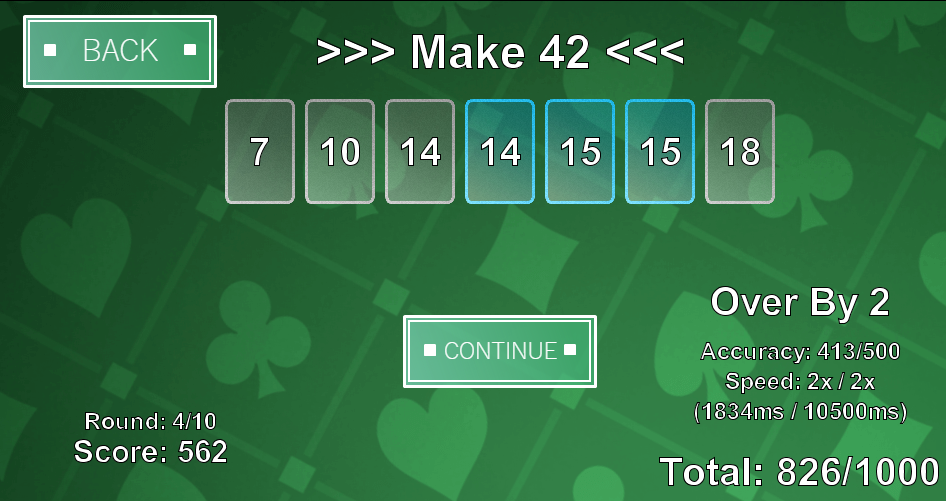 BACK
>>> Make 42 <<<
7 10 14 14 15 15 18
Over By 2
CONTINUE
Accuracy: 413/500
Speed: 2x / 2x
(1834ms / 10500ms)
Round: 4/10
Score: 562
Total: 826/1000